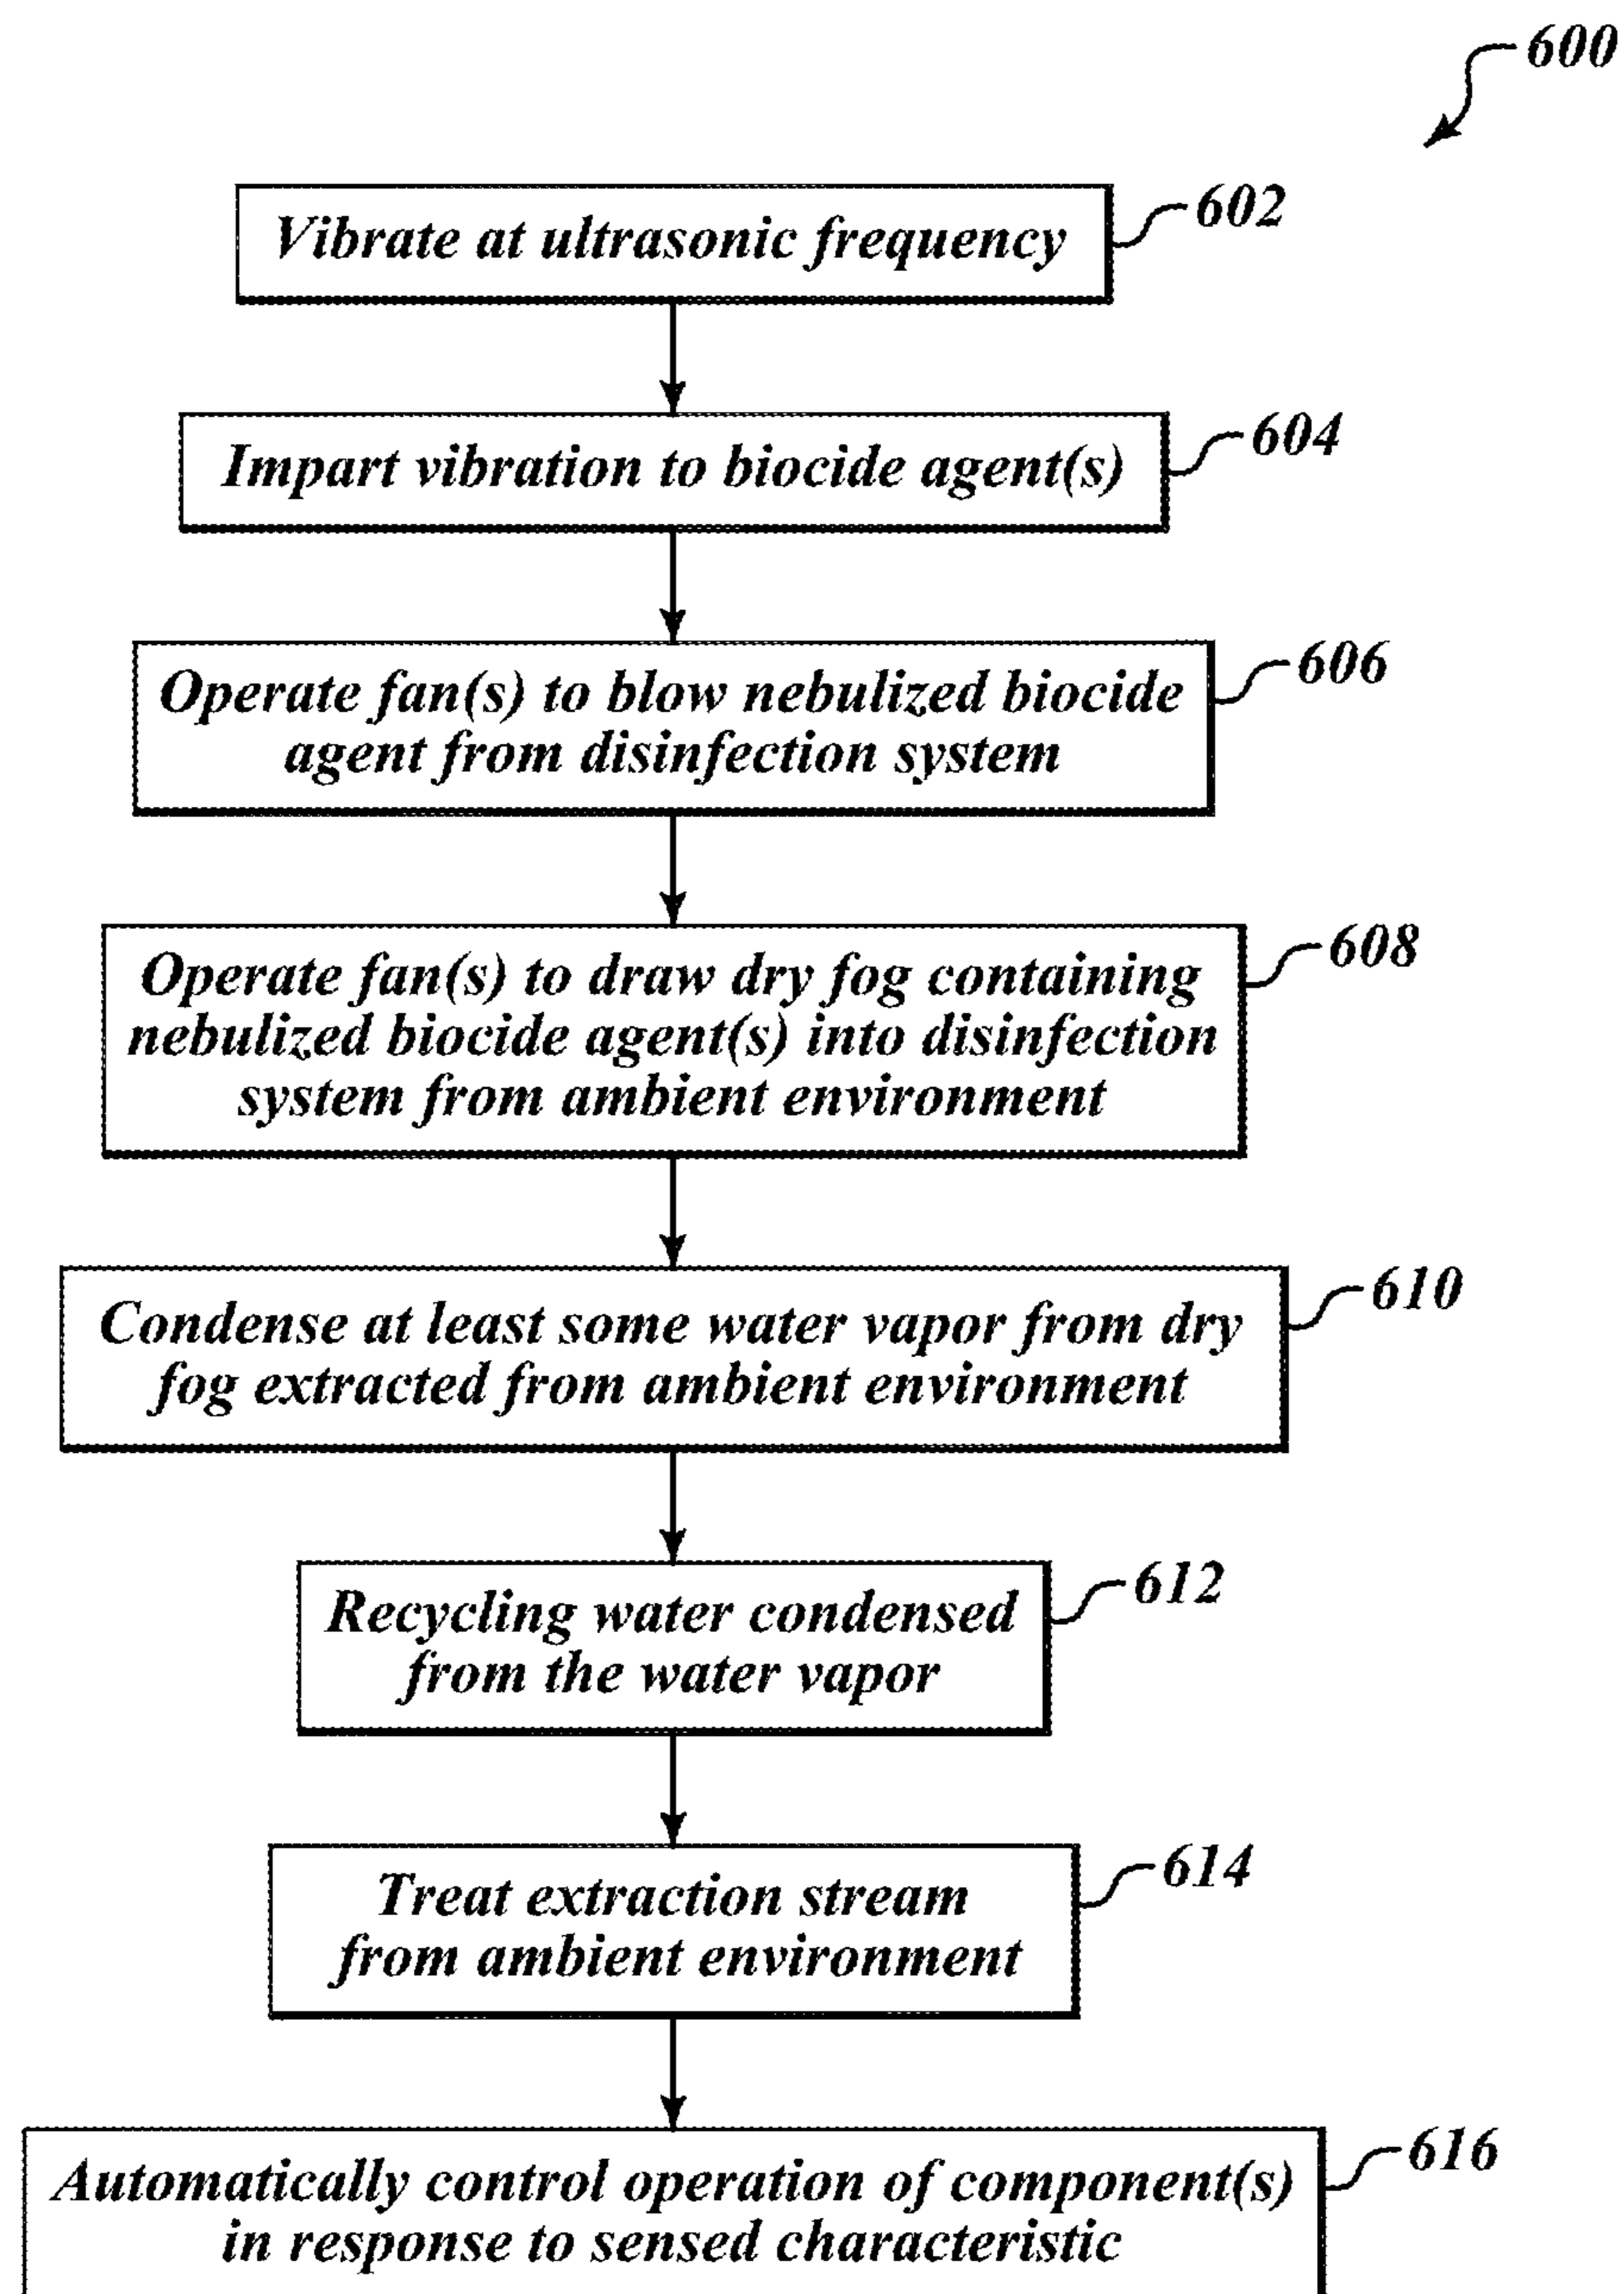 600
Vibrate at ultrasonic frequency
602
Impart vibration to biocide agent(s)
604
Operate fan(s) to blow nebulized biocide
agent from disinfection system
606
Operate fan(s) to draw dry fog containing
nebulized biocide agent(s) into disinfection
system from ambient environment
608
Condense at least some water vapor from dry
fog extracted from ambient environment
610
Recycling water condensed
from the water vapor
612
Treat extraction stream
from ambient environment
614
Automatically control operation of component(s)
in response to sensed characteristic
616